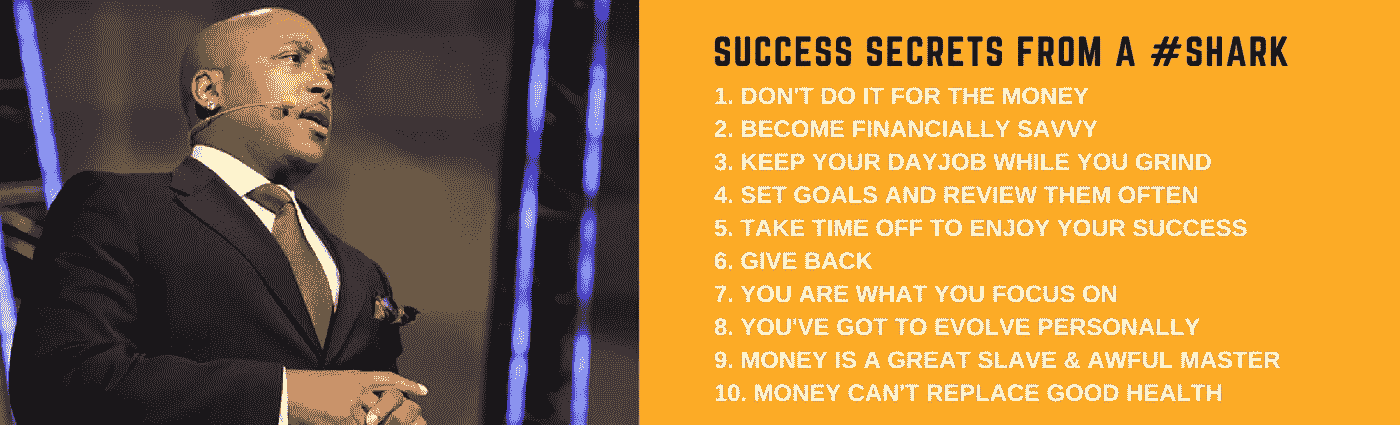 SUCCESS SECRETS FROM A #SHARK
1. DON'T DO IT FOR THE MONEY
2. BECOME FINANCIALLY SAVVY
3. KEEP YOUR DAYJOB WHILE YOU GRIND
4. SET GOALS AND REVIEW THEM OFTEN
5. TAKE TIME OFF TO ENJOY YOUR SUCCESS
6. GIVE BACK
7. YOU ARE WHAT YOU FOCUS ON
8. YOU'VE GOT TO EVOLVE PERSONALLY
9. MONEY IS A GREAT SLAVE & AWFUL MASTER
10. MONEY CAN'T REPLACE GOOD HEALTH